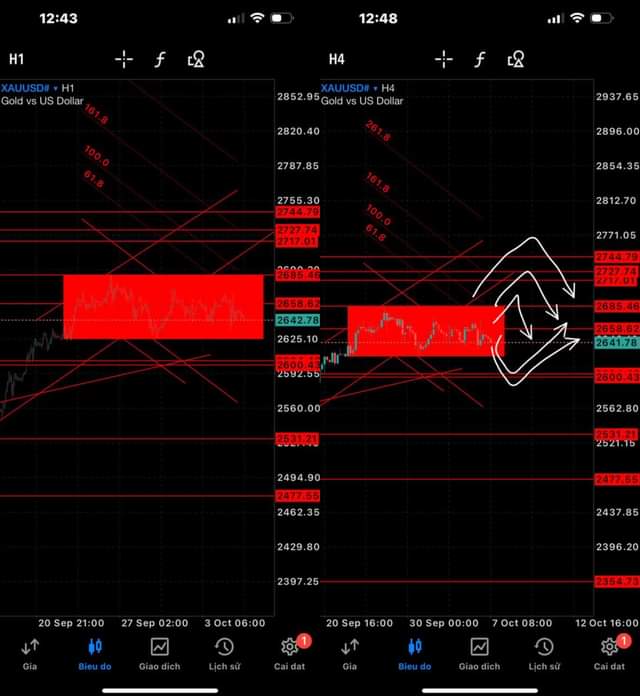 12:43
H1
XAUUSD# ▾ H1
Gold vs US Dollar
161.8
100.0
61.8
2852.95
2820.40
2787.85
2755.30
2744.79
2727.74
2717.01
2685.46
2658.62
2642.78
2625.10
2600.43
2592.55
2560.00
2531.21
2494.90
2477.55
2462.35
2429.80
2397.25
20 Sep 21:00
27 Sep 02:00
3 Oct 06:00
Gia
Bieu do
Giao dich
Lịch sử
Cai dat
1
12:48
H4
XAUUSD# ▾ H4
Gold vs US Dollar
261.8
161.8
100.0
61.8
2937.65
2896.00
2854.35
2812.70
2771.05
2744.79
2727.74
2717.01
2685.46
2658.62
2641.78
2600.43
2562.80
2531.21
2521.15
2477.55
2437.85
2396.20
2354.73
20 Sep 16:00
30 Sep 00:00
7 Oct 08:00
12 Oct 16:00
Gia
Bieu do
Giao dich
Lịch sử
Cai dat
1